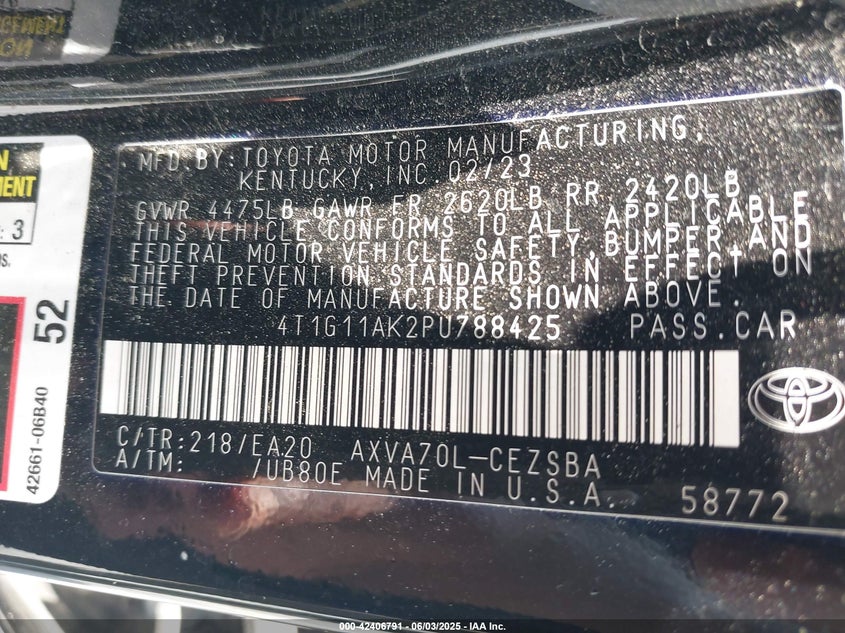 MFD.BY:TOYOTA MOTOR MANUFACTURING,
KENTUCKY, INC 02/23
GVWR 4475LB GAWR FR 2620LB RR 2420LB
THIS VEHICLE CONFORMS TO ALL APPLICABLE
FEDERAL MOTOR VEHICLE SAFETY, BUMPER, AND
THEFT PREVENTION STANDARDS IN EFFECT ON
THE DATE OF MANUFACTURE SHOWN ABOVE.
4T1G11AK2PU788425 PASS.CAR
C/TR:218/EA20 AXVA70L-CEZSBA
A/TM: /UB80E MADE IN U.S.A.
58772
: 3
52
42661-06B40
000-42406791 - 06/03/2025 - IAA Inc.